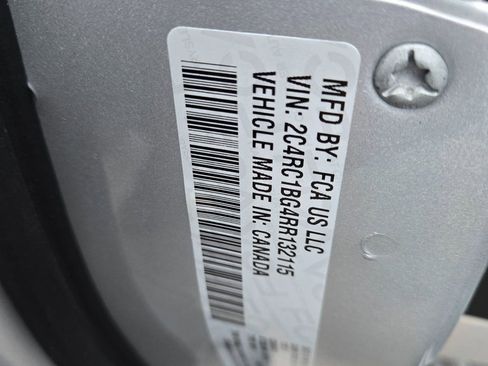 MFD BY: FCA US LLC
VIN: 2C4RC1BG4RR132115
VEHICLE MADE IN: CANADA